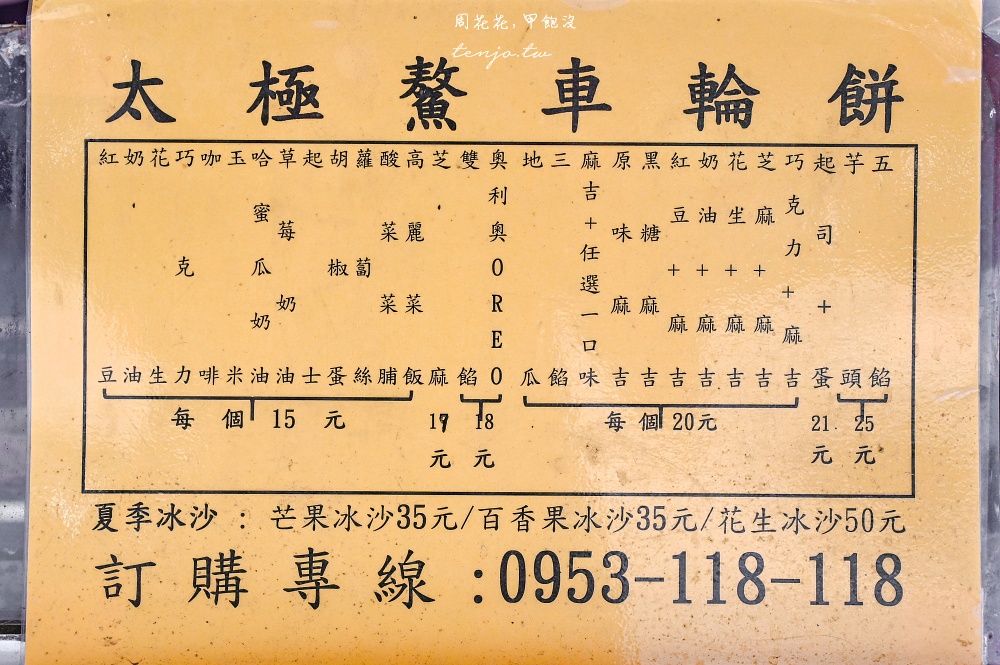 周花花，甲飽沒
tenjo.tw
太極鰲車輪餅
紅豆
奶油
花生
巧克力
咖啡
玉米
哈蜜瓜奶油
草莓奶油
起士
胡椒蛋
蘿蔔絲
酸菜菜脯
高麗菜飯
每個15元
芝麻
17元
雙餡
奧利奧OREO
18元
地瓜
三餡
麻吉+任選一口味
原味麻吉
黑糖麻吉
紅豆+麻吉
奶油+麻吉
花生+麻吉
芝麻+麻吉
巧克力+麻吉
每個20元
起司+蛋
21元
芋頭
五餡
25元
夏季冰沙：芒果冰沙35元/百香果冰沙35元/花生冰沙50元
訂購專線:0953-118-118